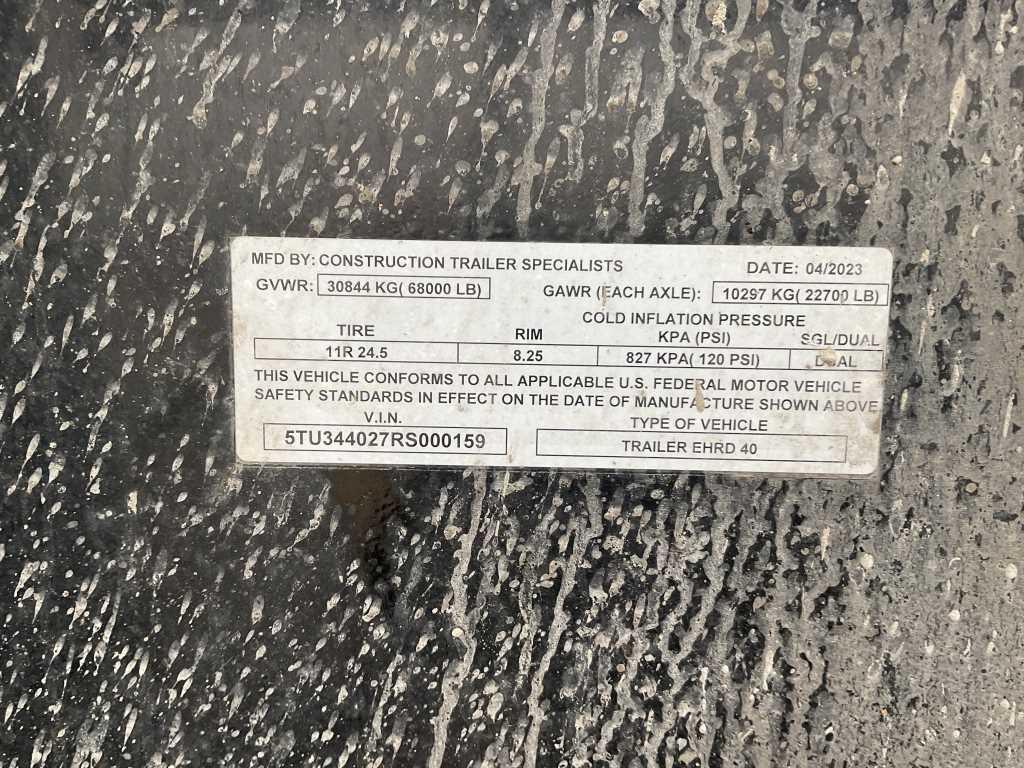 MFD BY: CONSTRUCTION TRAILER SPECIALISTS DATE: 04/2023
GVWR: 30844 KG( 68000 LB) GAWR (EACH AXLE): 10297 KG( 22700 LB)
COLD INFLATION PRESSURE
TIRE RIM KPA (PSI) SGL/DUAL
11R 24.5 8.25 827 KPA( 120 PSI) DUAL
THIS VEHICLE CONFORMS TO ALL APPLICABLE U.S. FEDERAL MOTOR VEHICLE
SAFETY STANDARDS IN EFFECT ON THE DATE OF MANUFACTURE SHOWN ABOVE
V.I.N. TYPE OF VEHICLE
5TU344027RS000159 TRAILER EHRD 40